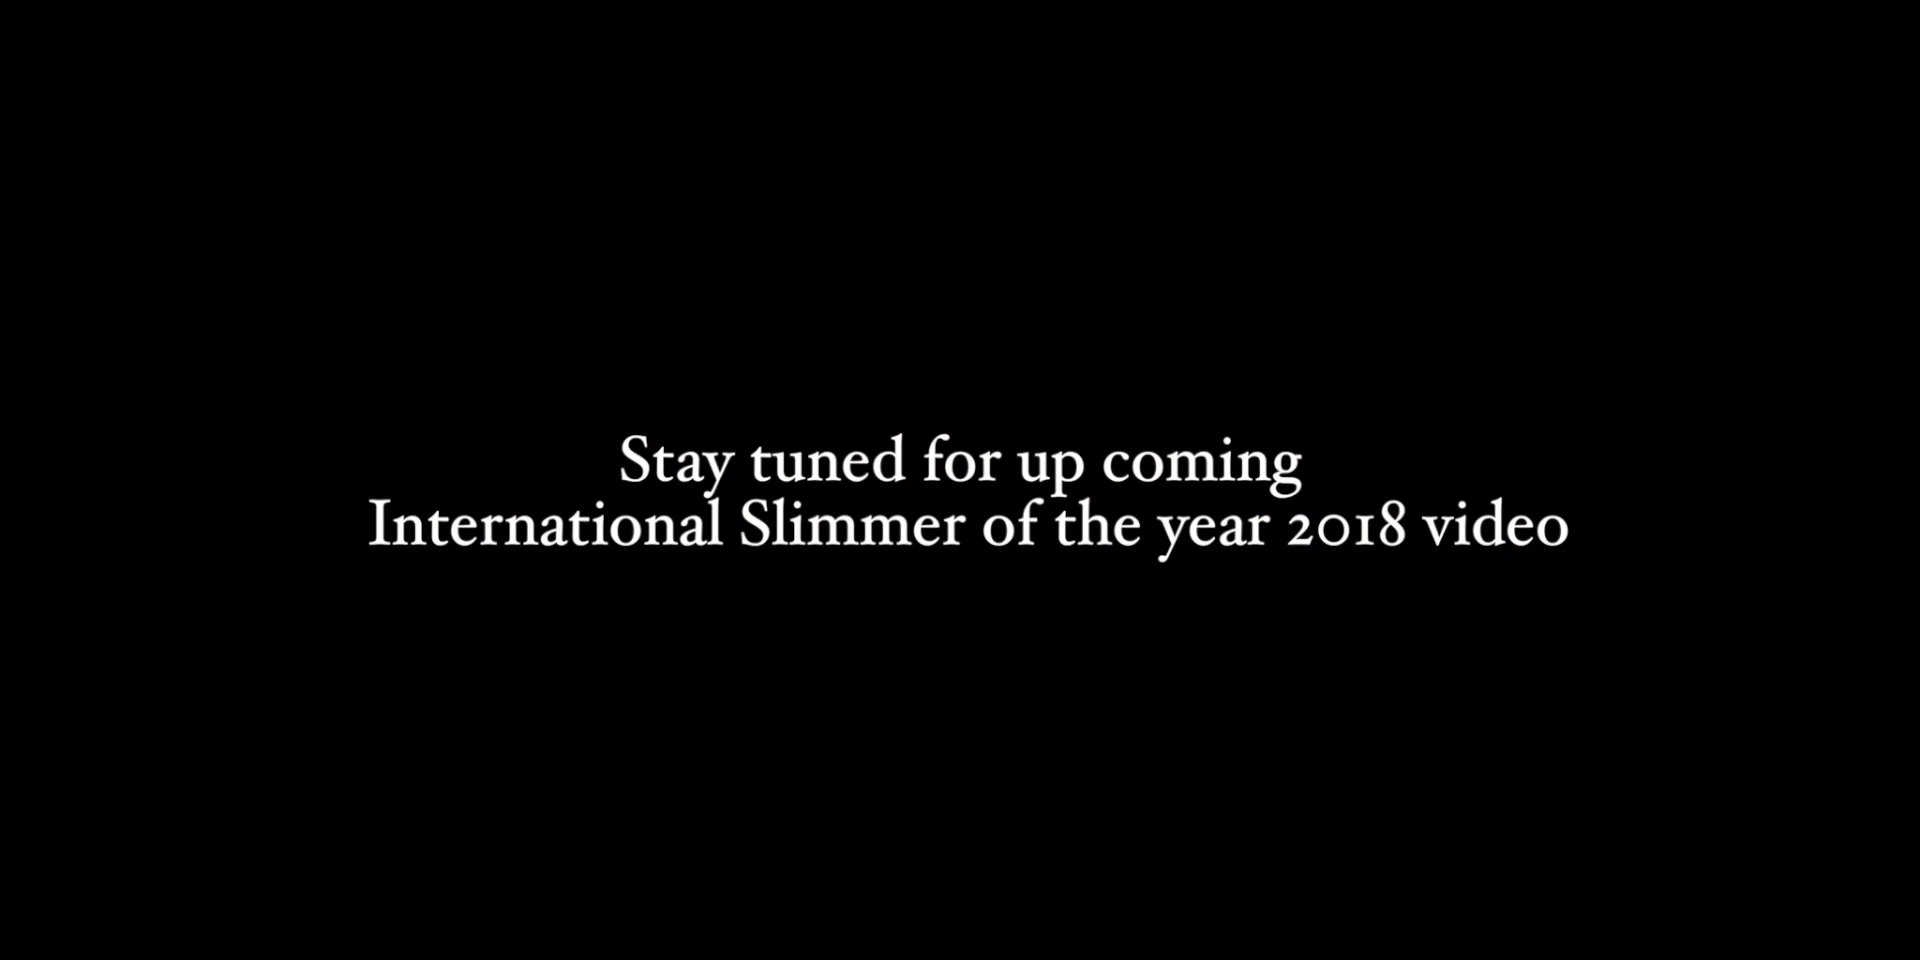 Stay tuned for up coming
International Slimmer of the year 2018 video